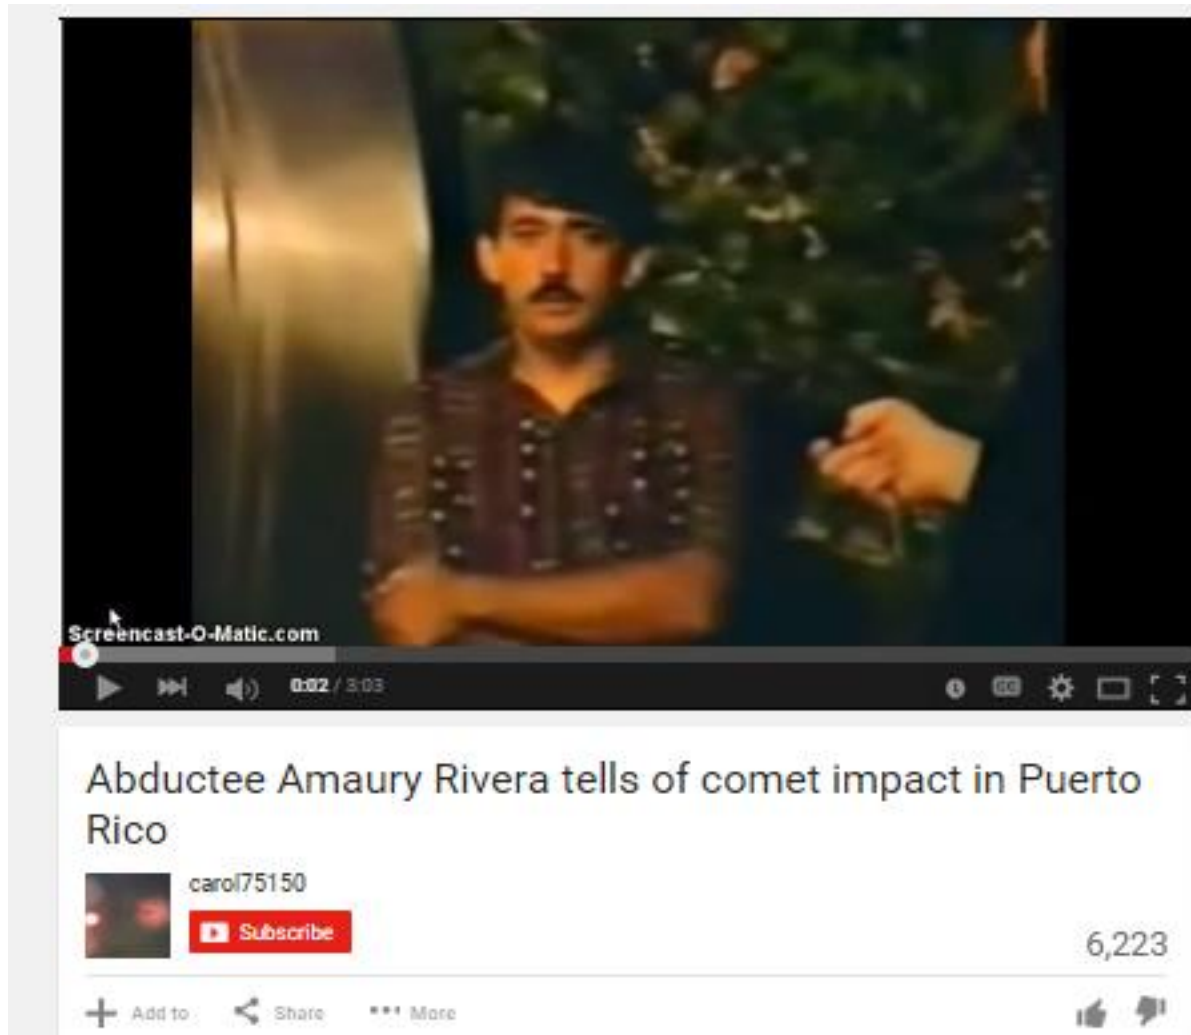 Screencast-O-Matic.com
0:02 / 3:03
CC
Abductee Amaury Rivera tells of comet impact in Puerto
Rico
carol75150
Subscribe
6,223
Add to
Share
More